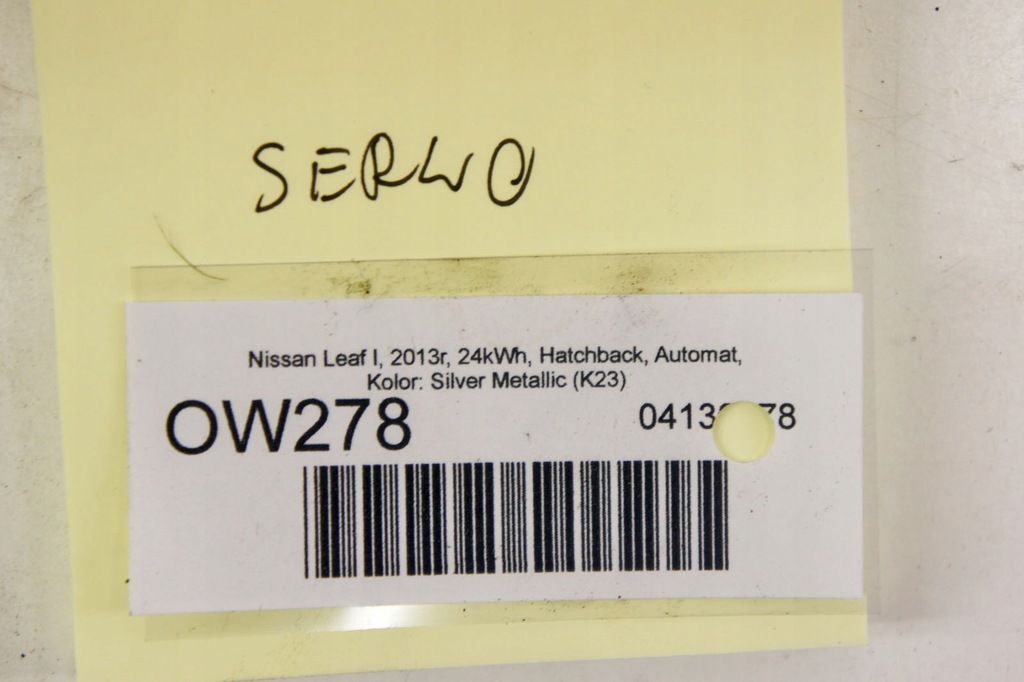 SERWO
Nissan Leaf I, 2013r, 24kWh, Hatchback, Automat,
Kolor: Silver Metallic (K23)
OW278